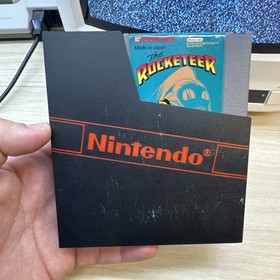 Made in Japan
The
ROCKETEER
Nintendo®